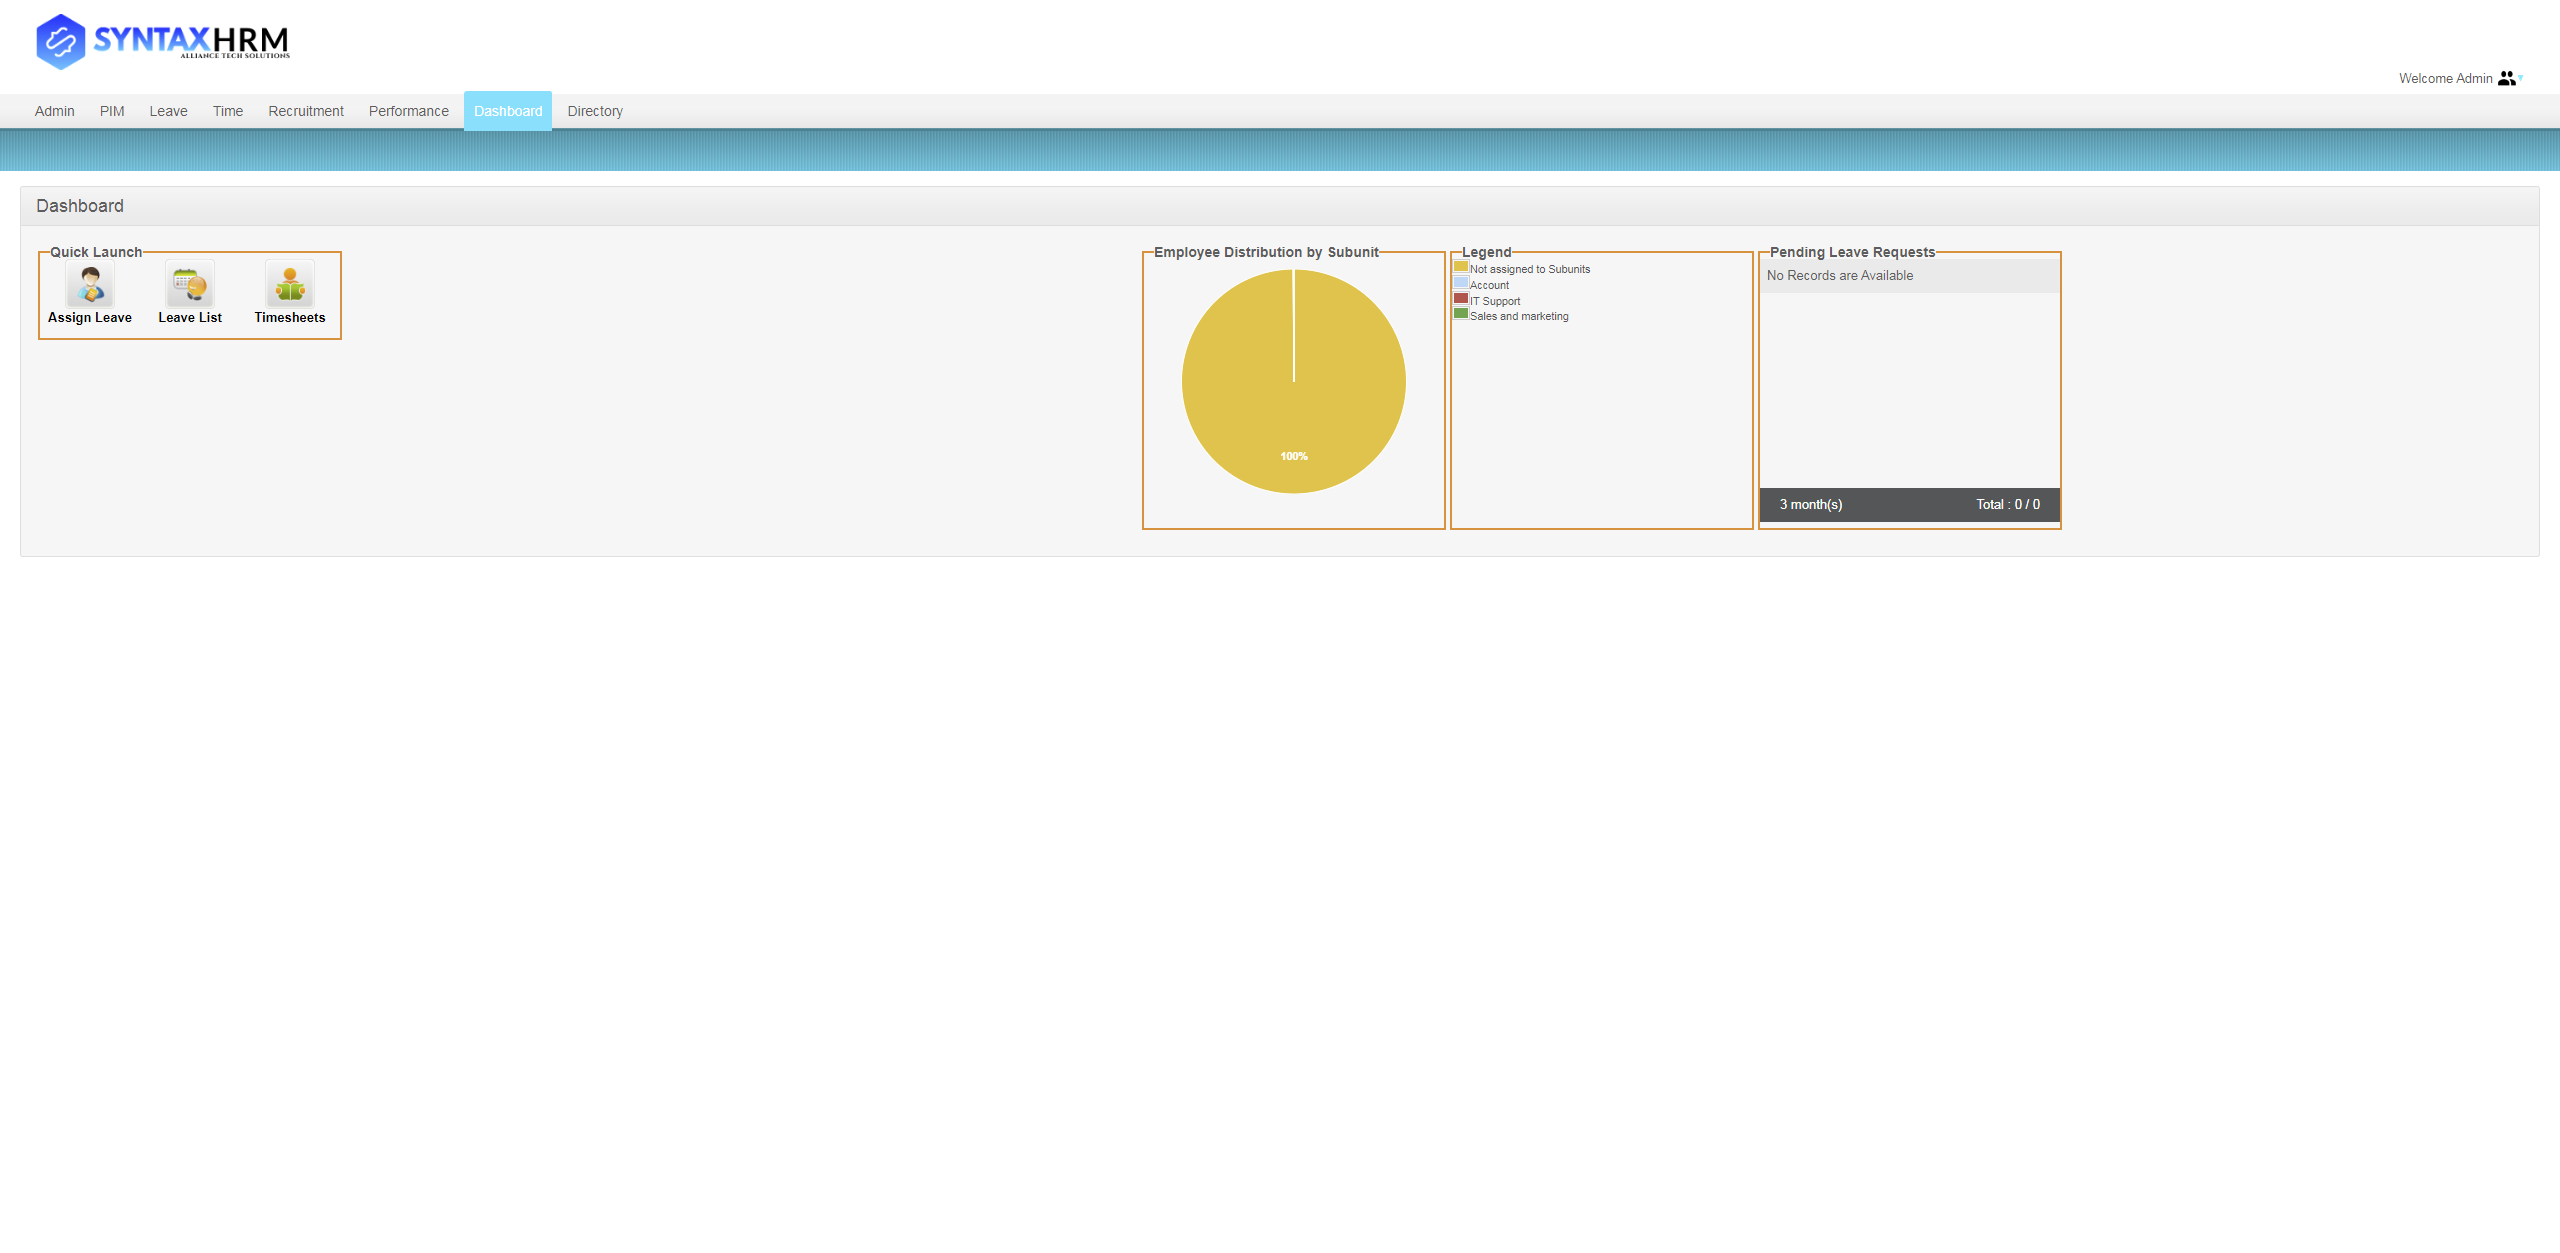 SYNTAXHRM
ALLIANCE TECH SOLUTIONS
Welcome Admin
Admin PIM Leave Time Recruitment Performance Dashboard Directory
Dashboard
Quick Launch
Assign Leave Leave List Timesheets
Employee Distribution by Subunit
100%
Legend
Not assigned to Subunits
Account
IT Support
Sales and marketing
Pending Leave Requests
No Records are Available
3 month(s) Total : 0 / 0